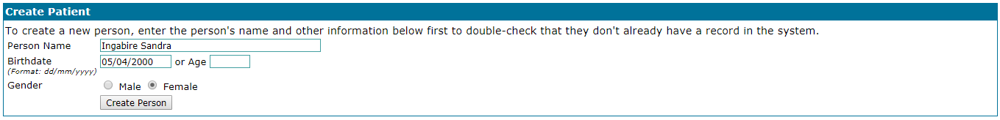 Create Patient
To create a new person, enter the person's name and other information below first to double-check that they don't already have a record in the system.
Person Name Ingabire Sandra
Birthdate 05/04/2000 or Age
(Format: dd/mm/yyyy)
Gender Male Female
Create Person